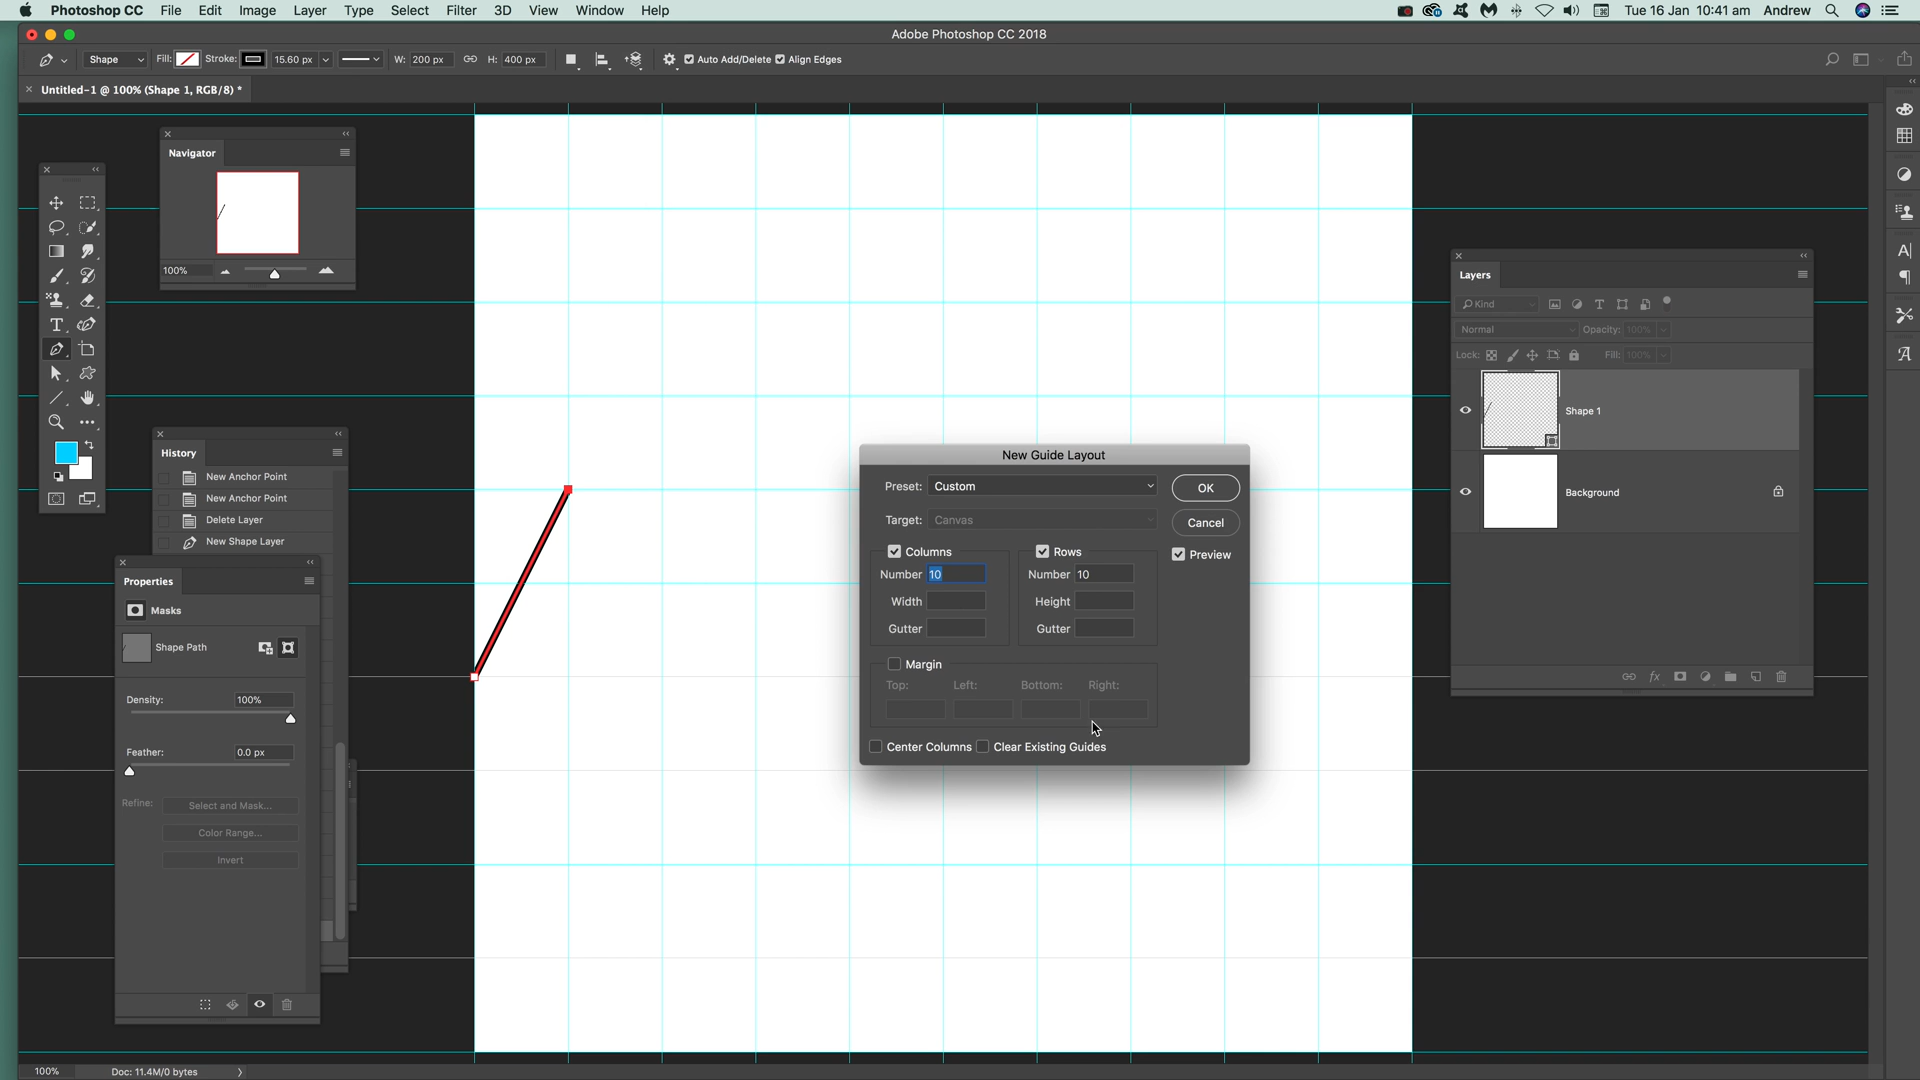 Photoshop CC File Edit Image Layer Type Select Filter 3D View Window Help Tue 16 Jan 10:41 am Andrew
Adobe Photoshop CC 2018
Shape Fill: Stroke: 15.60 px W: 200 px H: 400 px Auto Add/Delete Align Edges
Untitled-1 @ 100% (Shape 1, RGB/8) *
Navigator
100%
History
New Anchor Point
New Anchor Point
Delete Layer
New Shape Layer
Properties
Masks
Shape Path
Density: 100%
Feather: 0.0 px
Refine: Select and Mask...
Color Range...
Invert
New Guide Layout
Preset: Custom OK
Target: Canvas Cancel
Columns Rows Preview
Number 10 Number 10
Width Height
Gutter Gutter
Margin
Top: Left: Bottom: Right:
Center Columns Clear Existing Guides
Layers
Kind
Normal Opacity: 100%
Lock: Fill: 100%
Shape 1
Background
100% Doc: 11.4M/0 bytes